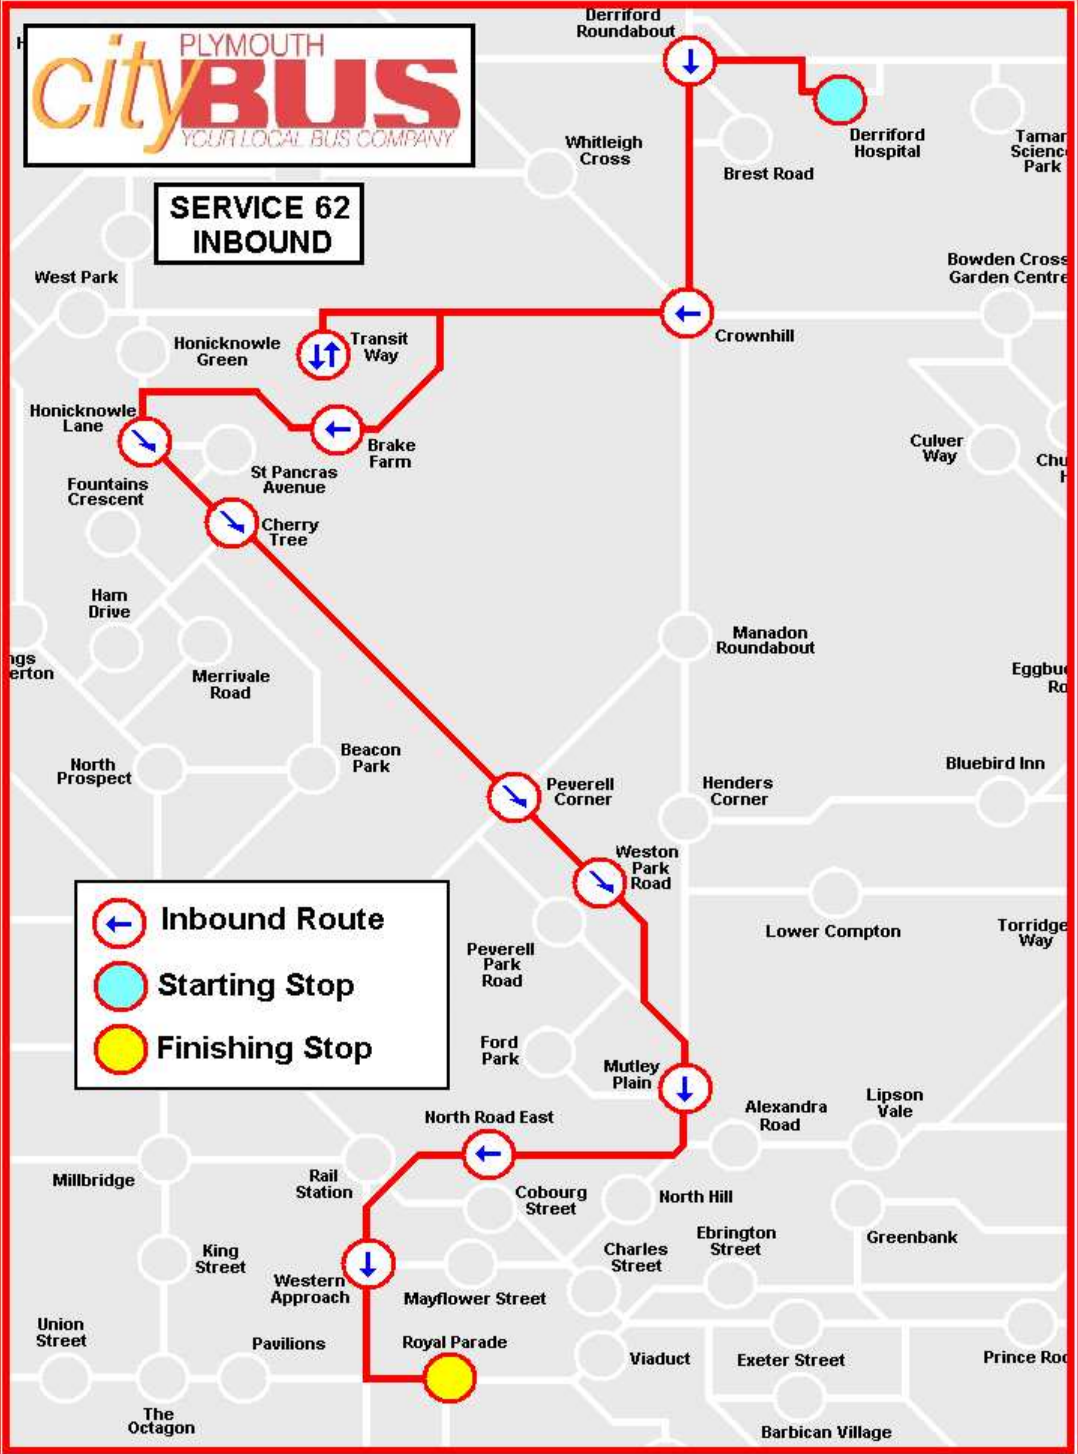 Derriford
Roundabout
PLYMOUTH
cityBUS
YOUR LOCAL BUS COMPANY
Derriford
Hospital
Tamar
Park
Whitleigh
Cross
Brest Road
SERVICE 62
INBOUND
Bowden Cross
Garden Centre
West Park
Honicknowle
Green
Transit
Way
Crownhill
Honicknowle
Lane
Brake
Farm
Culver
Way
St Pancras
Avenue
Fountains
Crescent
Cherry
Tree
Ham
Drive
Manadon
Roundabout
Merrivale
Road
North
Prospect
Beacon
Park
Peverell
Corner
Henders
Corner
Bluebird Inn
Weston
Park
Road
Inbound Route
Starting Stop
Finishing Stop
Lower Compton
Torridge
Way
Peverell
Park
Road
Ford
Park
Mutley
Plain
Alexandra
Road
Lipson
Vale
North Road East
Millbridge
Rail
Station
Cobourg
Street
North Hill
Greenbank
King
Street
Western
Approach
Mayflower Street
Charles
Street
Ebrington
Street
Union
Street
Pavilions
Royal Parade
Viaduct
Exeter Street
Prince
The
Octagon
Barbican Village